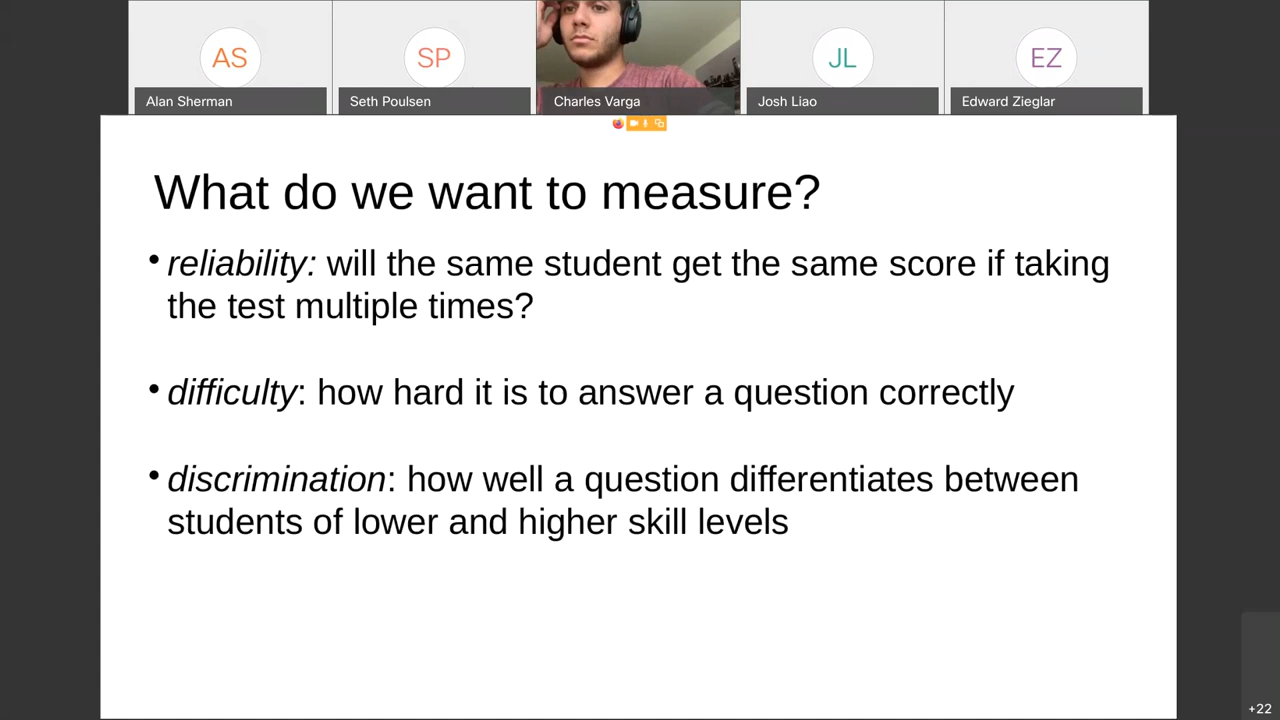 AS
SP
JL
EZ
Alan Sherman
Seth Poulsen
Charles Varga
Josh Liao
Edward Zieglar
What do we want to measure?
• reliability: will the same student get the same score if taking
the test multiple times?
• difficulty: how hard it is to answer a question correctly
• discrimination: how well a question differentiates between
students of lower and higher skill levels
+22